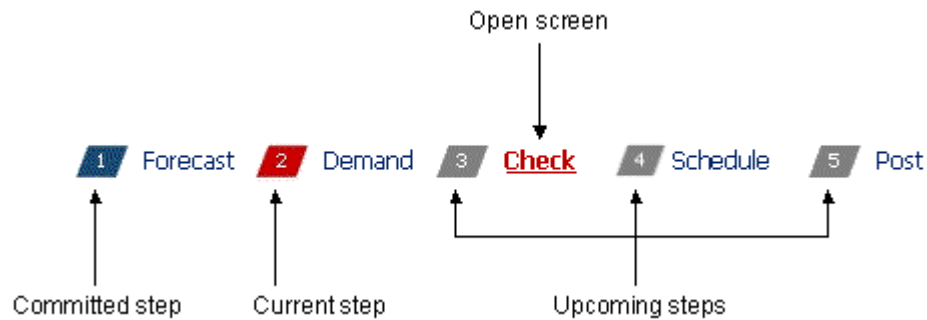 Open screen
1 Forecast 2 Demand 3 Check 4 Schedule 5 Post
Committed step Current step Upcoming steps